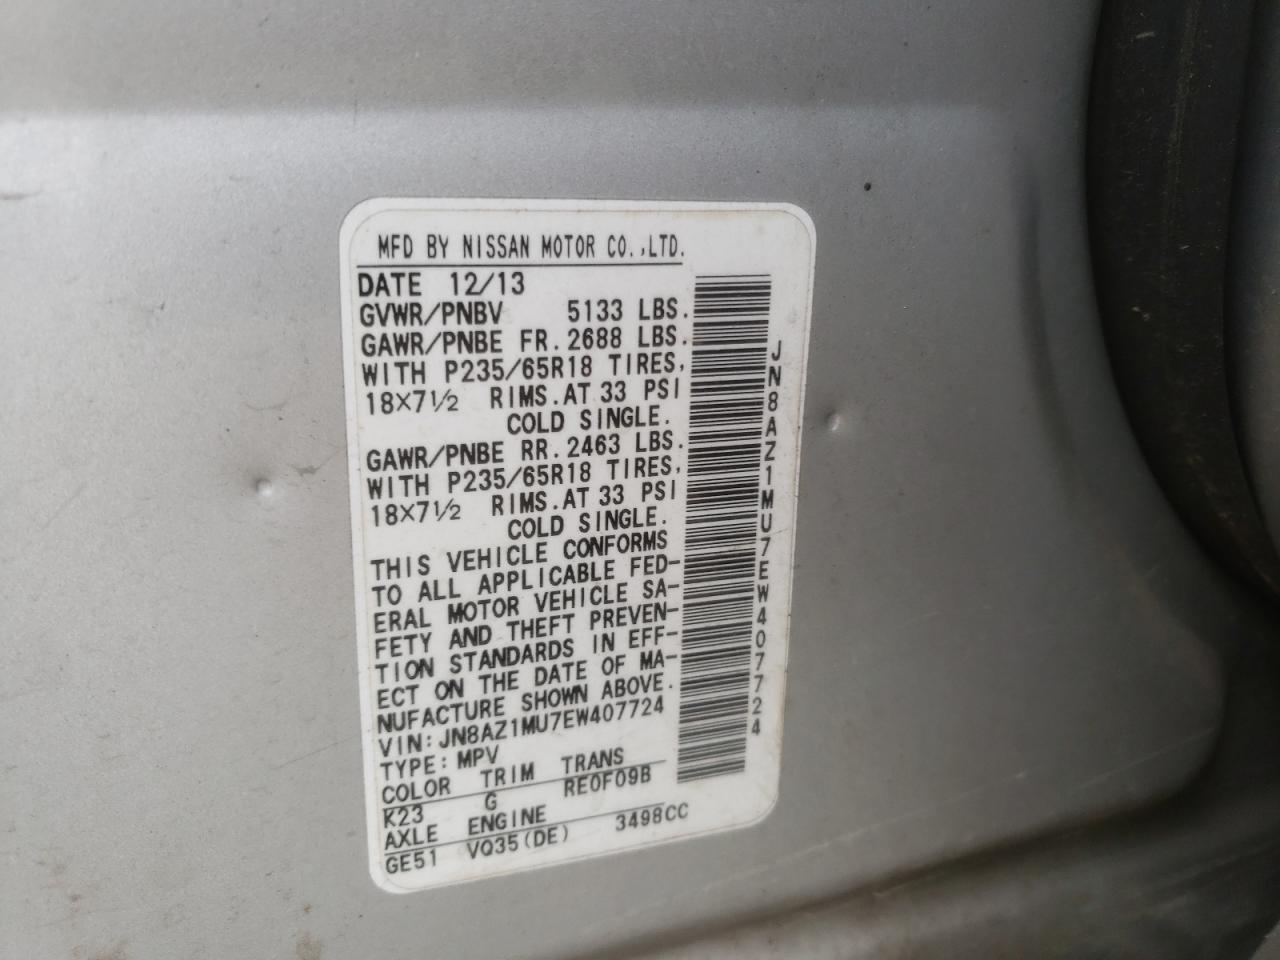 MFD BY NISSAN MOTOR CO.,LTD.
DATE 12/13
GVWR/PNBV 5133 LBS.
GAWR/PNBE FR. 2688 LBS.
WITH P235/65R18 TIRES,
18×7½ RIMS. AT 33 PSI
COLD SINGLE.
GAWR/PNBE RR. 2463 LBS.
WITH P235/65R18 TIRES,
18×7½ RIMS. AT 33 PSI
COLD SINGLE.
THIS VEHICLE CONFORMS
TO ALL APPLICABLE FED-
ERAL MOTOR VEHICLE SA-
FETY AND THEFT PREVEN-
TION STANDARDS IN EFF-
ECT ON THE DATE OF MA-
NUFACTURE SHOWN ABOVE.
VIN: JN8AZ1MU7EW407724
TYPE: MPV
COLOR TRIM TRANS
K23 G RE0F09B
AXLE ENGINE
GE51 VQ35(DE) 3498CC
JN8AZ1MU7EW407724